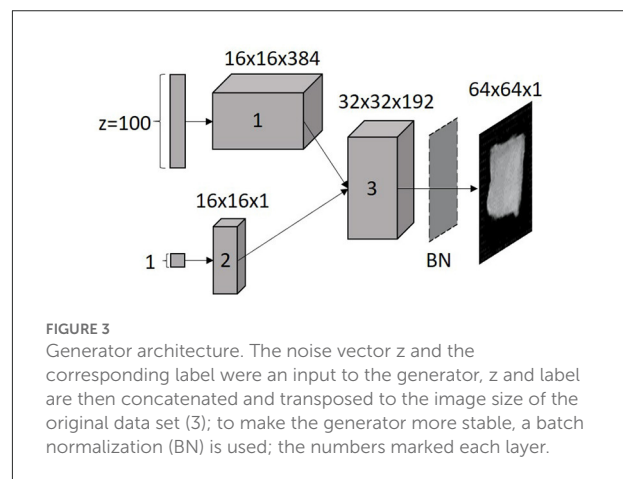 16x16x384
32x32x192
64x64x1
z=100
1
3
16x16x1
1
2
BN
FIGURE 3
Generator architecture. The noise vector z and the
corresponding label were an input to the generator, z and label
are then concatenated and transposed to the image size of the
original data set (3); to make the generator more stable, a batch
normalization (BN) is used; the numbers marked each layer.